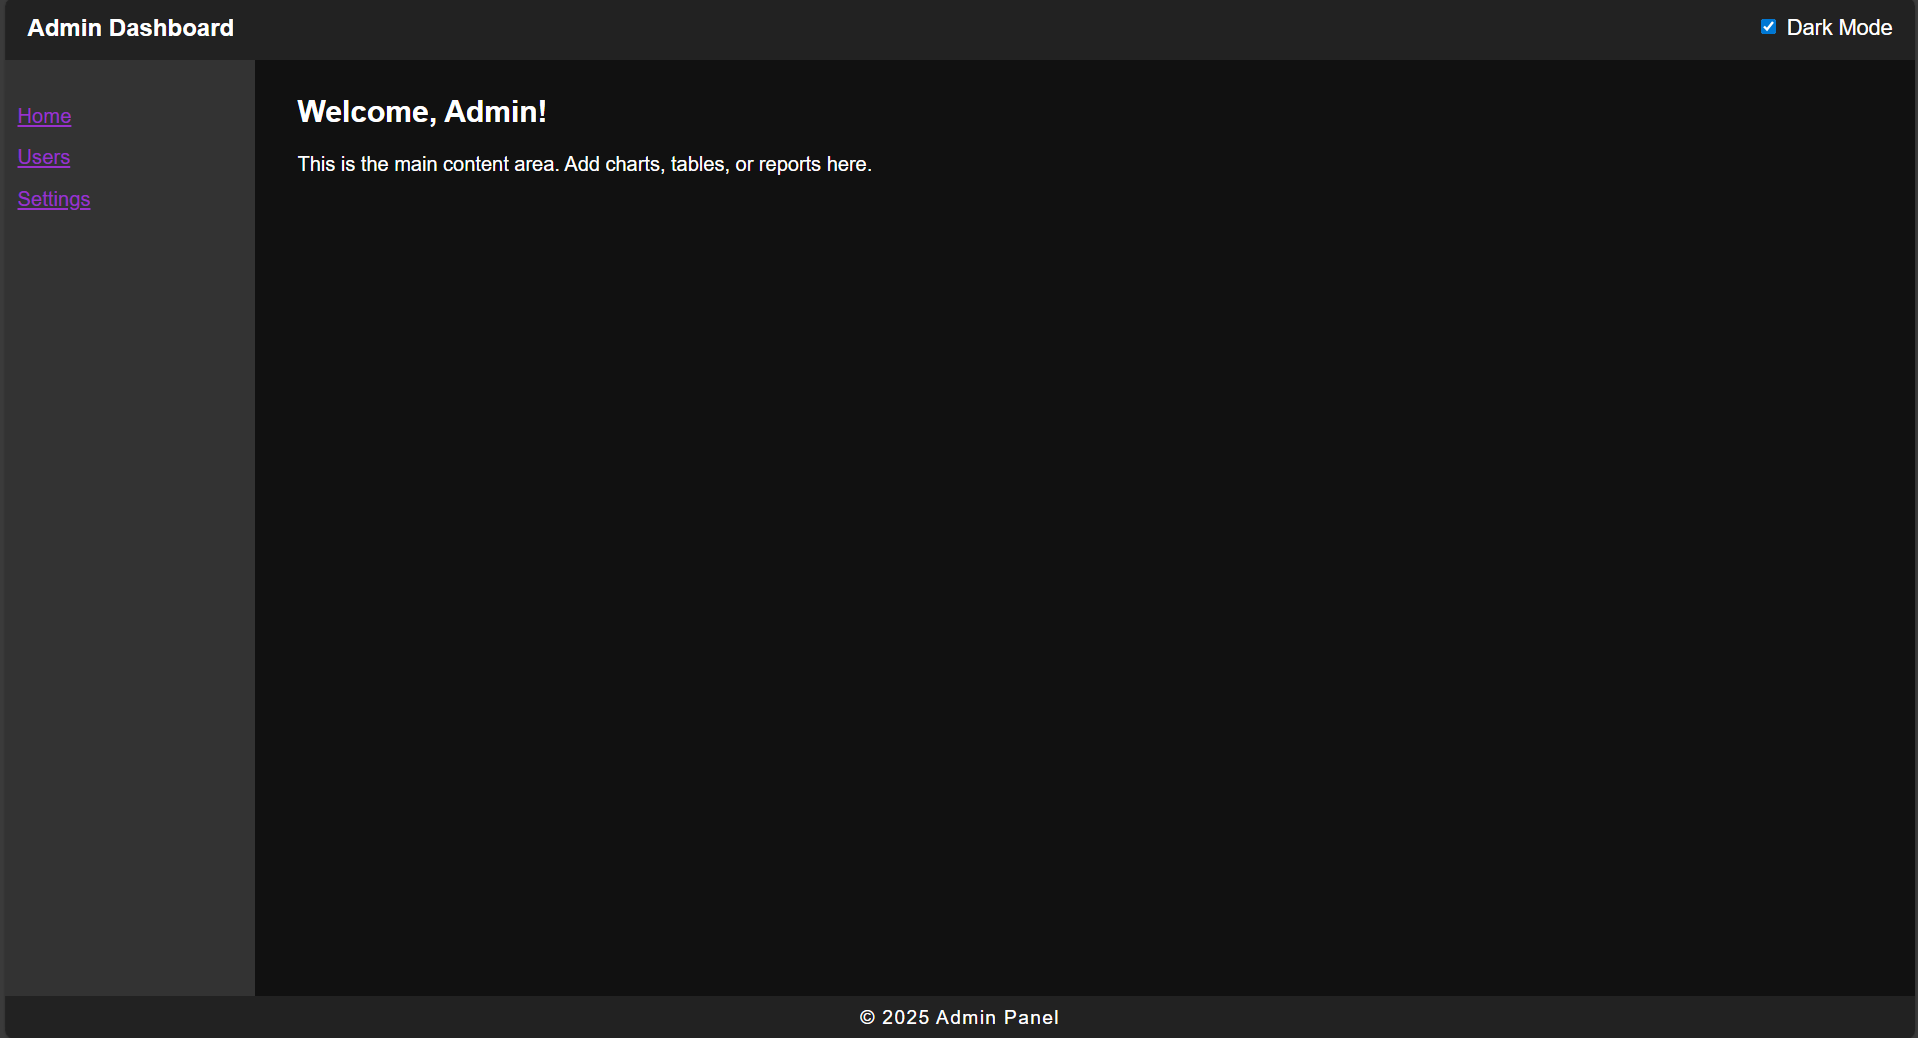 Admin Dashboard
Dark Mode
Home
Users
Settings
Welcome, Admin!
This is the main content area. Add charts, tables, or reports here.
© 2025 Admin Panel